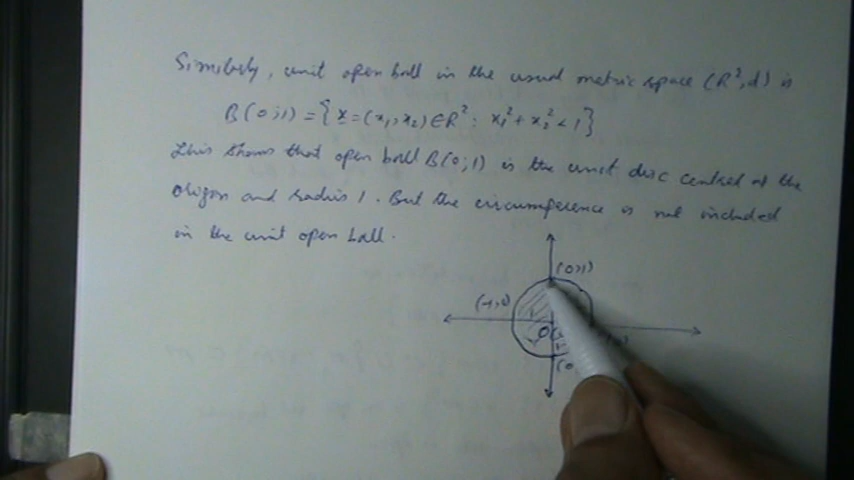 Similarly, unit open ball in the usual metric space (R², d) is
B(0;1) = {x = (x₁, x₂) ∈ R² : x₁² + x₂² < 1}
This shows that open ball B(0;1) is the unit disc centred at the
origin and radius 1. But the circumference is not included
in the unit open ball.
(0,1)
(-1,0)
0